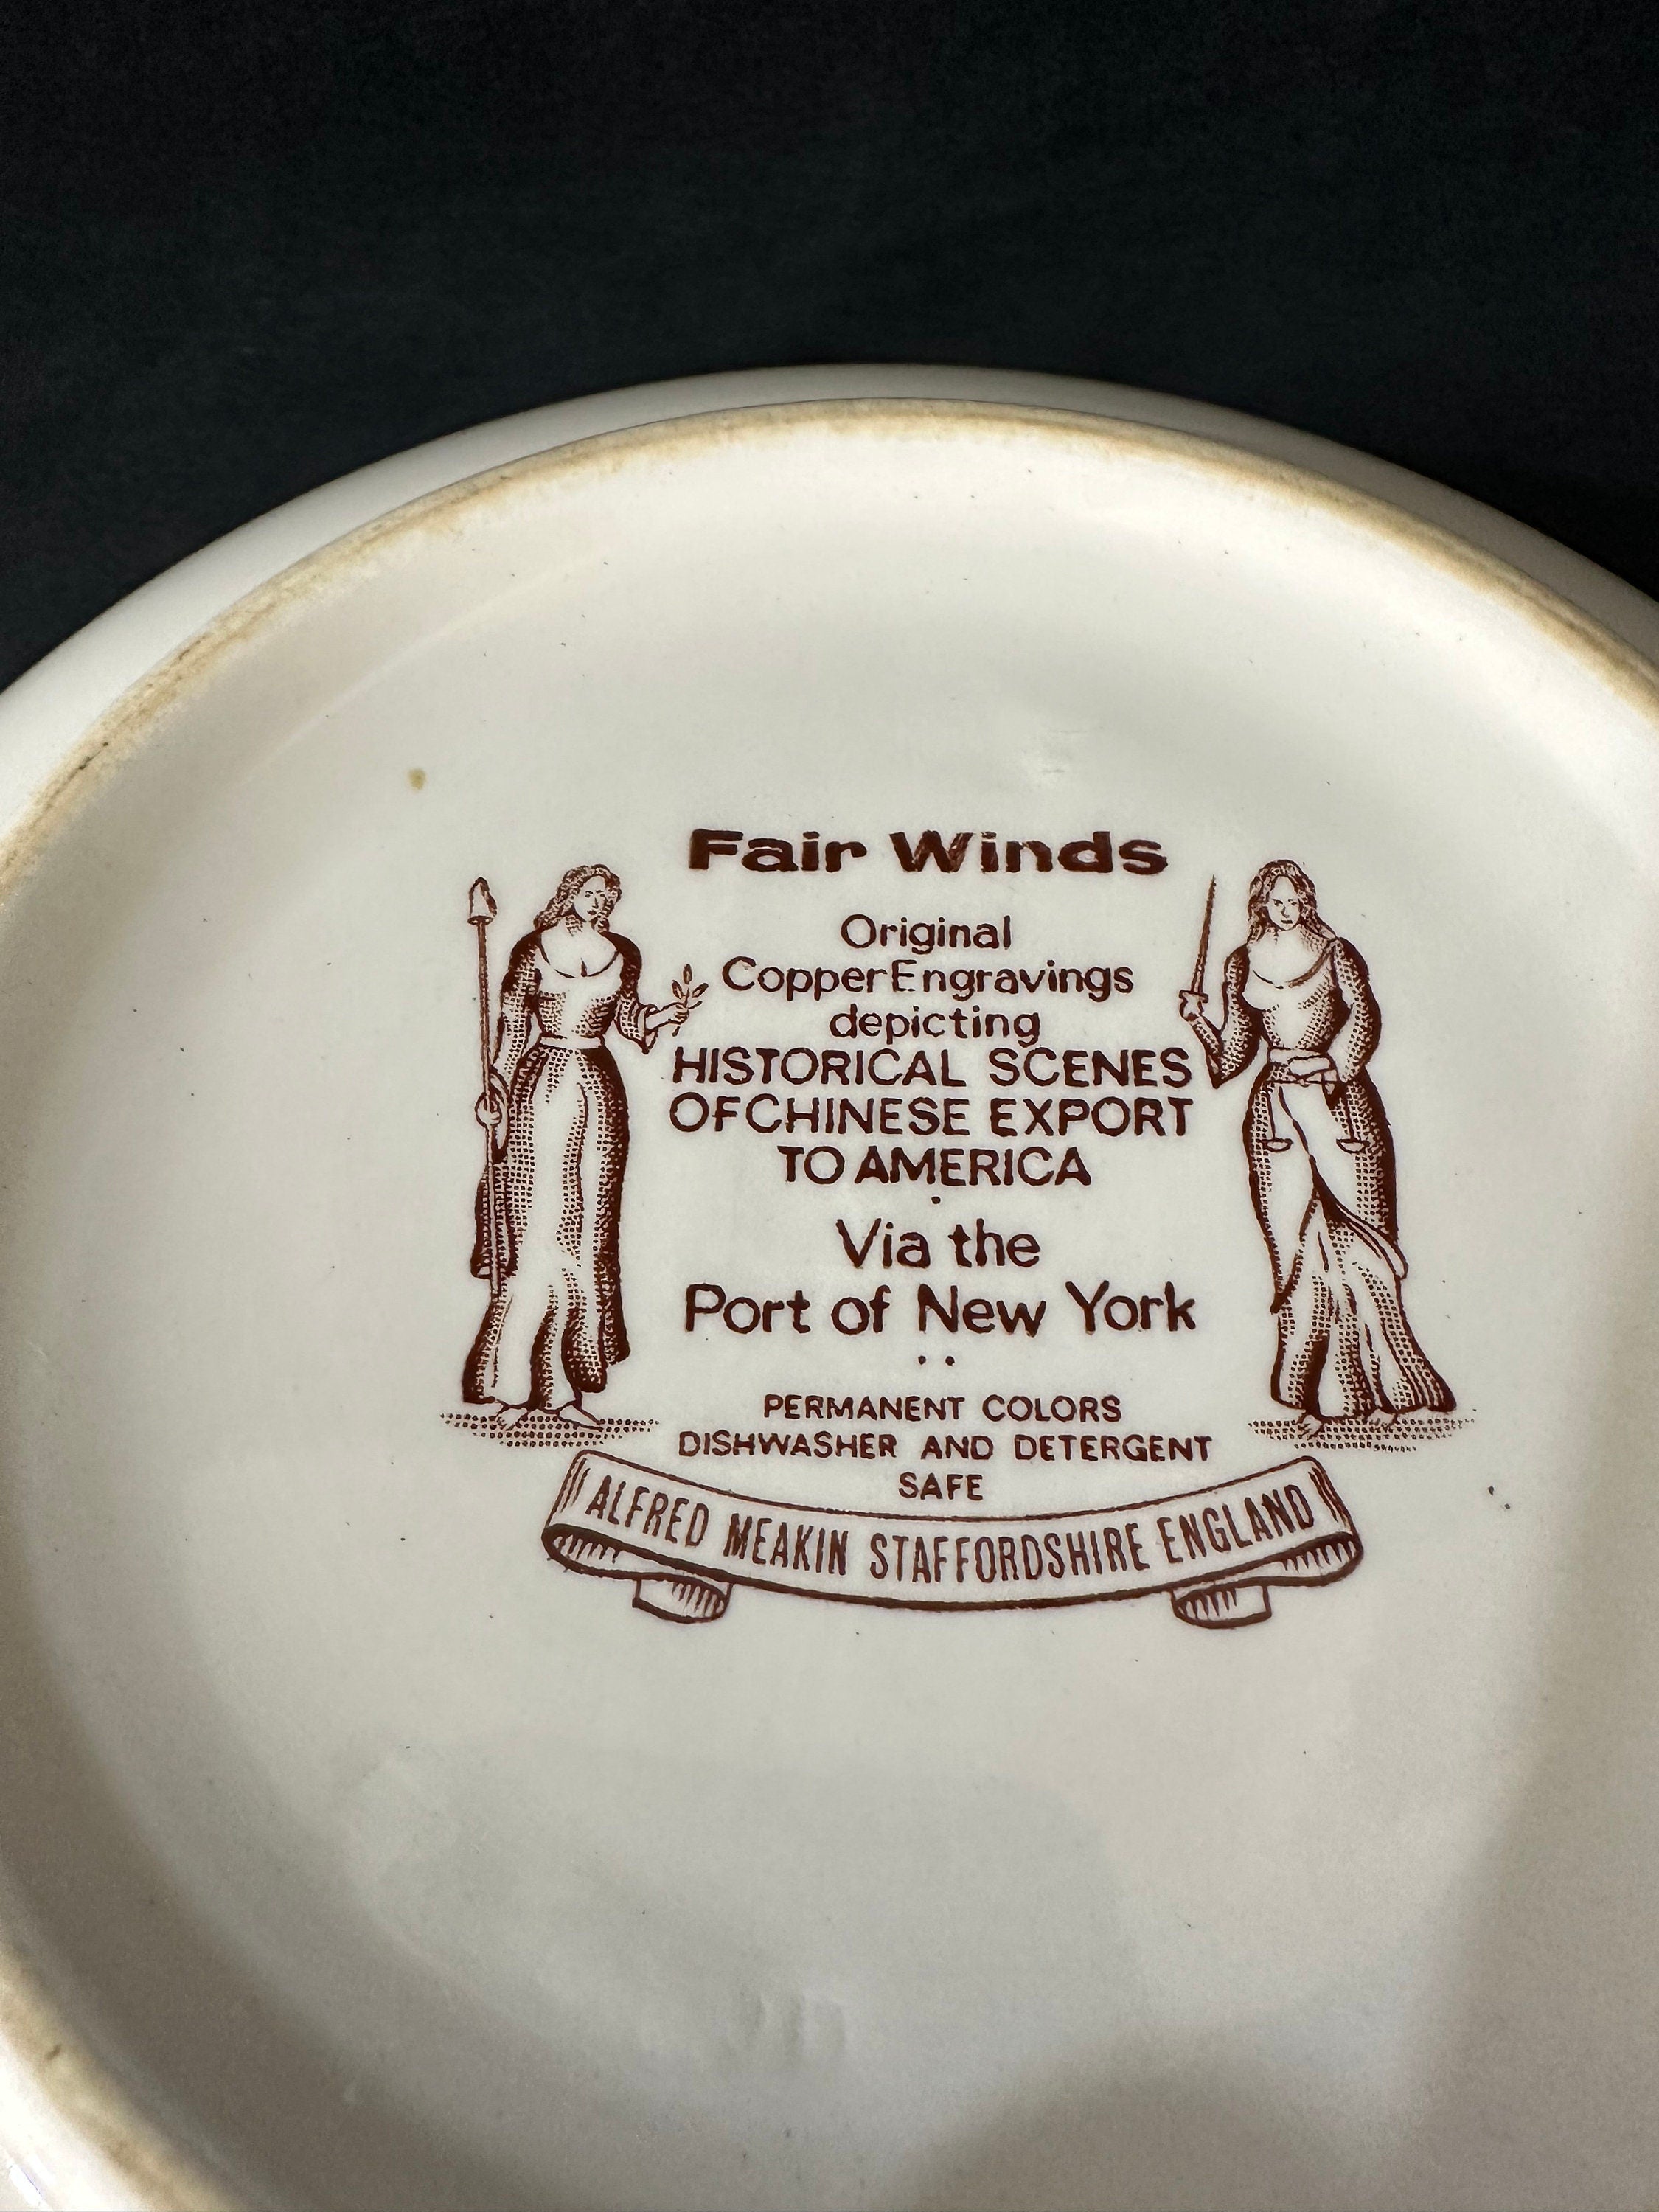 Fair Winds
Original
Copper Engravings
depicting
HISTORICAL SCENES
OF CHINESE EXPORT
TO AMERICA
Via the
Port of New York
PERMANENT COLORS
DISHWASHER AND DETERGENT
SAFE
ALFRED MEAKIN STAFFORDSHIRE ENGLAND